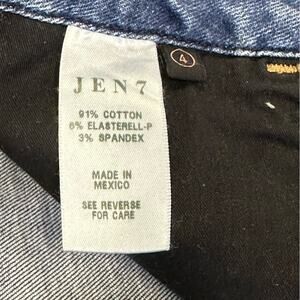 JEN7
4
91% COTTON
6% ELASTERELL-P
3% SPANDEX
MADE IN
MEXICO
SEE REVERSE
FOR CARE